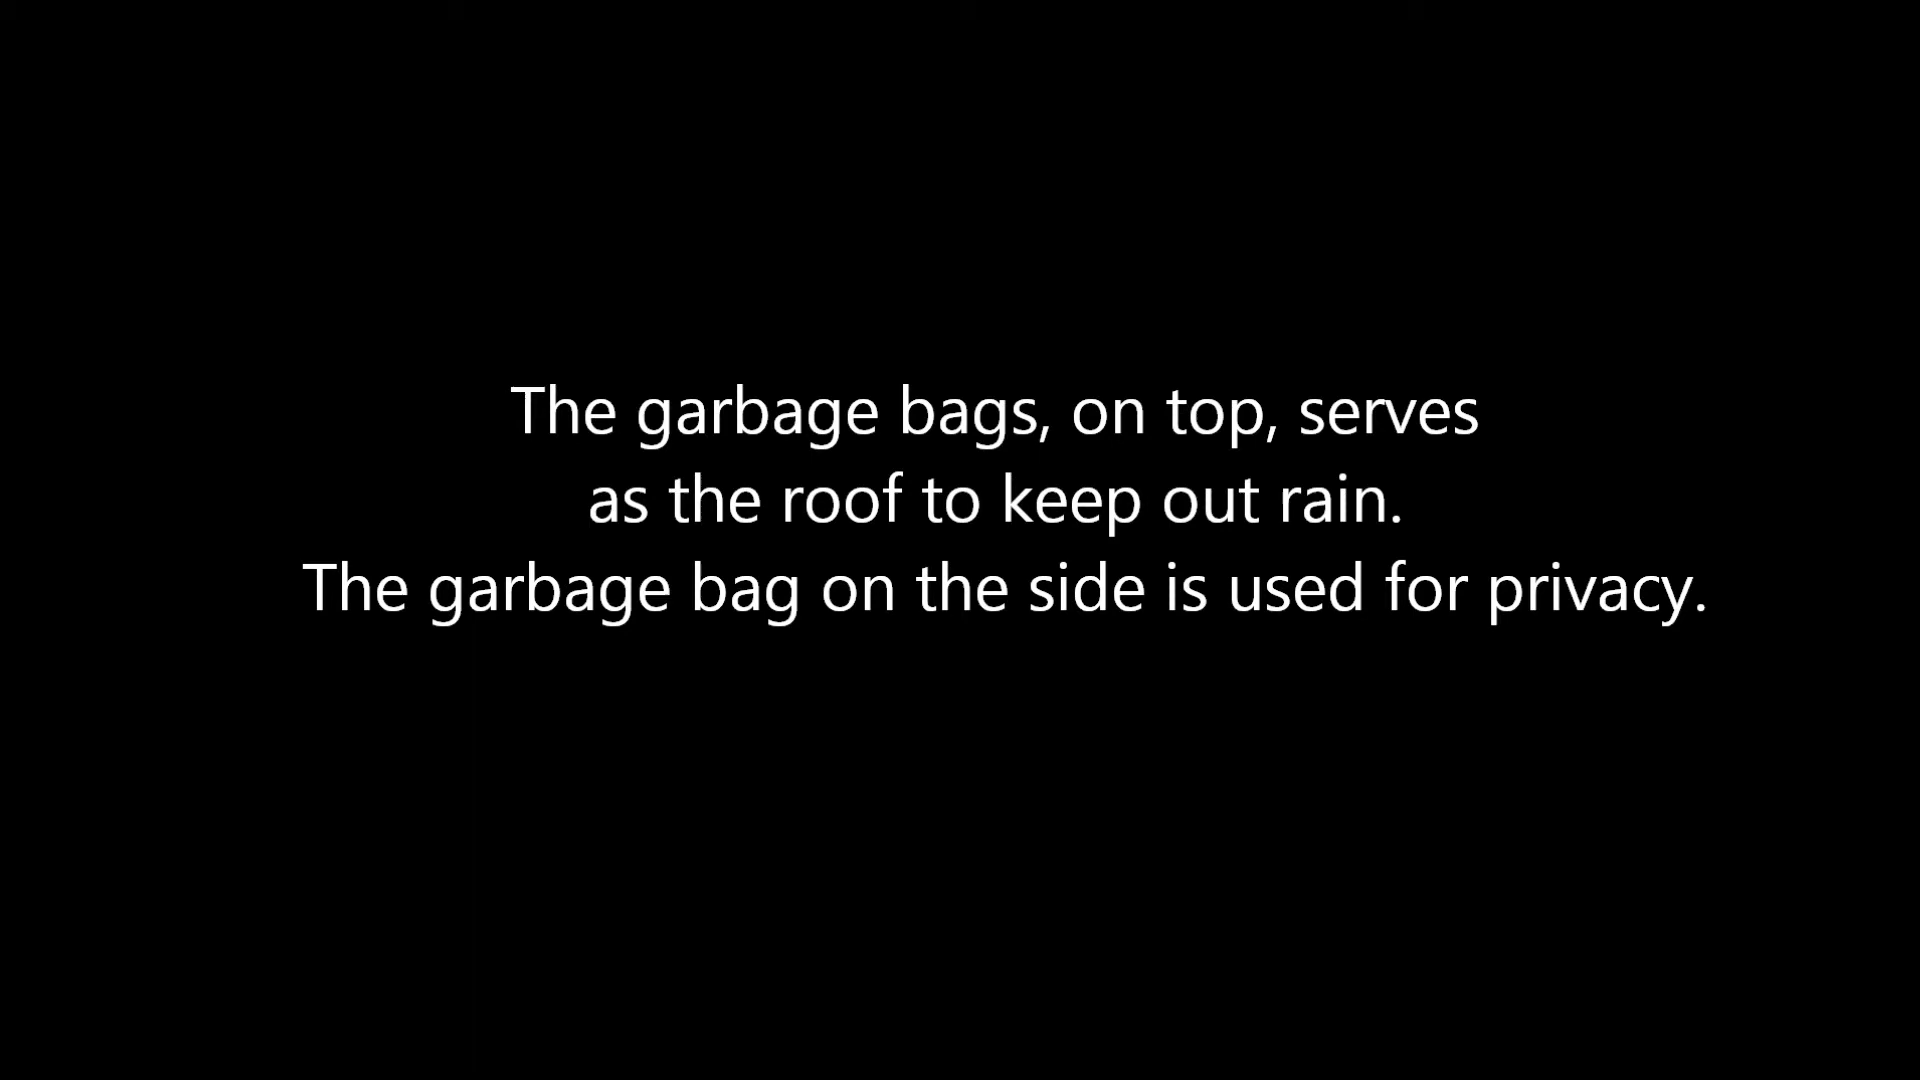 The garbage bags, on top, serves
as the roof to keep out rain.
The garbage bag on the side is used for privacy.